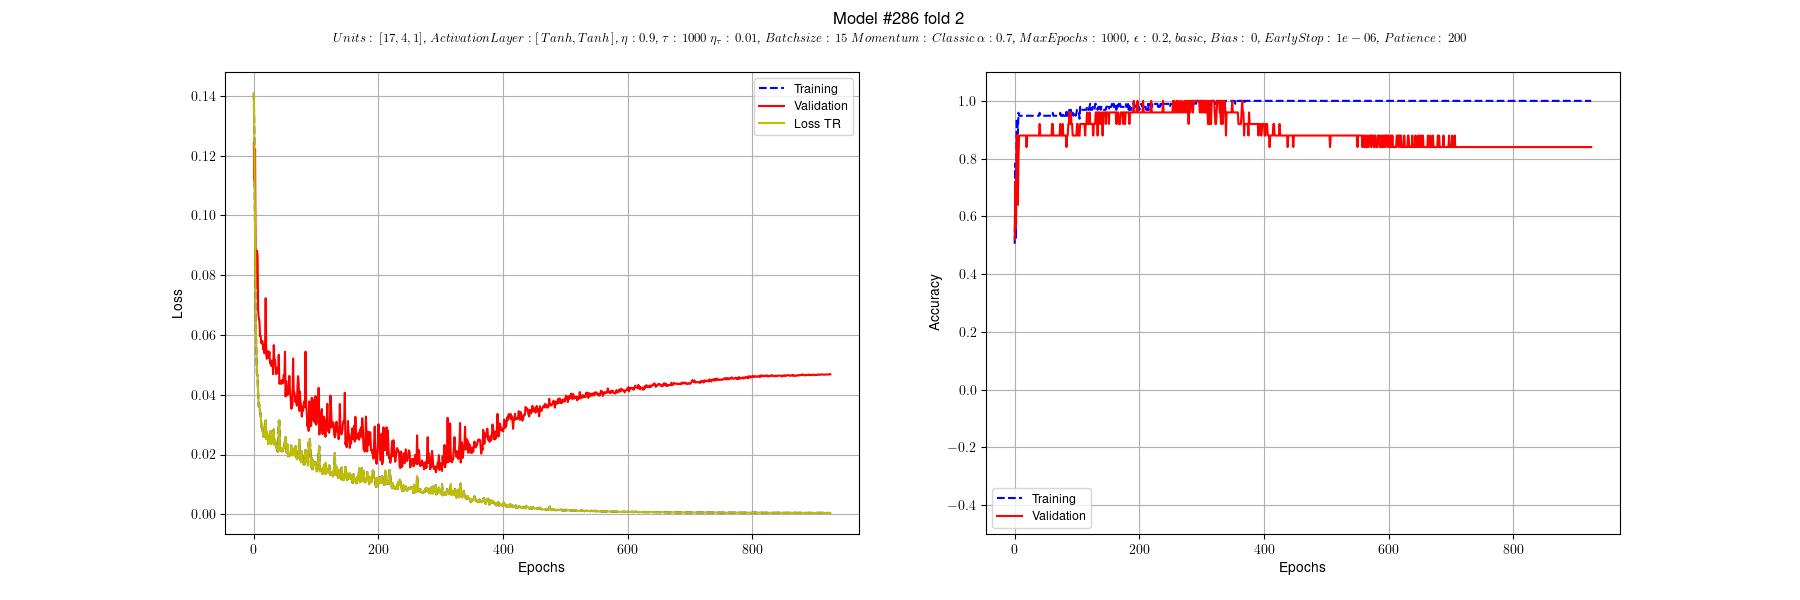 Model #286 fold 2
Units : [17, 4, 1], ActivationLayer : [Tanh, Tanh], η : 0.9, τ : 1000 ητ : 0.01, Batchsize : 15 Momentum : Classic α : 0.7, MaxEpochs : 1000, ϵ : 0.2, basic, Bias : 0, EarlyStop : 1e − 06, Patience : 200
0.14
0.12
0.10
0.08
0.06
0.04
0.02
0.00
Loss
0 200 400 600 800
Epochs
Training
Validation
Loss TR
1.0
0.8
0.6
0.4
0.2
0.0
−0.2
−0.4
Accuracy
0 200 400 600 800
Epochs
Training
Validation